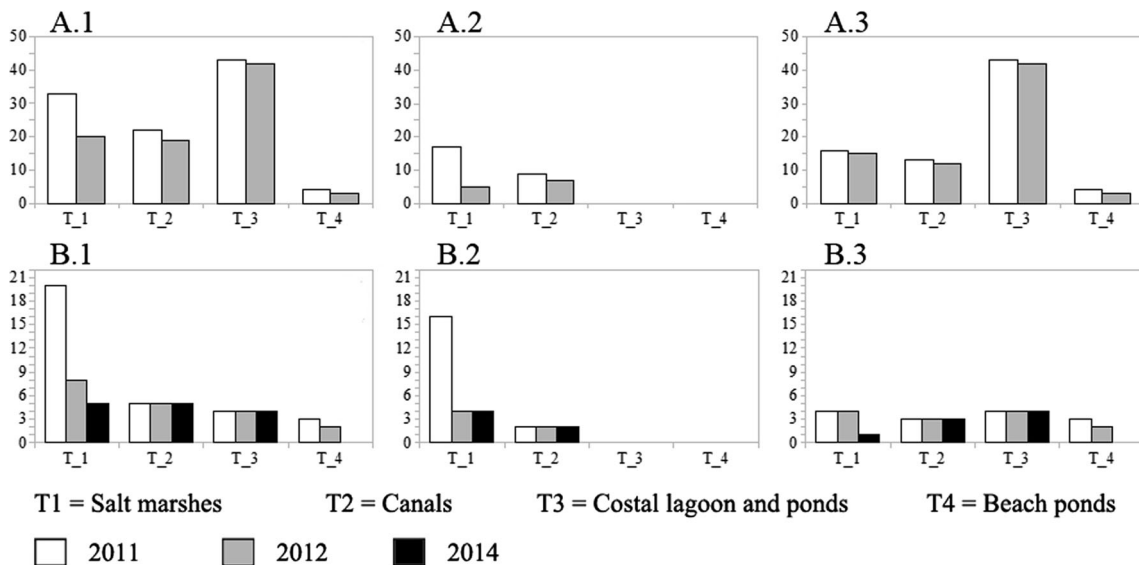 A.1 A.2 A.3
50 50 50
40 40 40
30 30 30
20 20 20
10 10 10
0 0 0
T_1 T_2 T_3 T_4 T_1 T_2 T_3 T_4 T_1 T_2 T_3 T_4
B.1 B.2 B.3
21 21 21
18 18 18
15 15 15
12 12 12
9 9 9
6 6 6
3 3 3
0 0 0
T_1 T_2 T_3 T_4 T_1 T_2 T_3 T_4 T_1 T_2 T_3 T_4
T1 = Salt marshes T2 = Canals T3 = Costal lagoon and ponds T4 = Beach ponds
2011 2012 2014